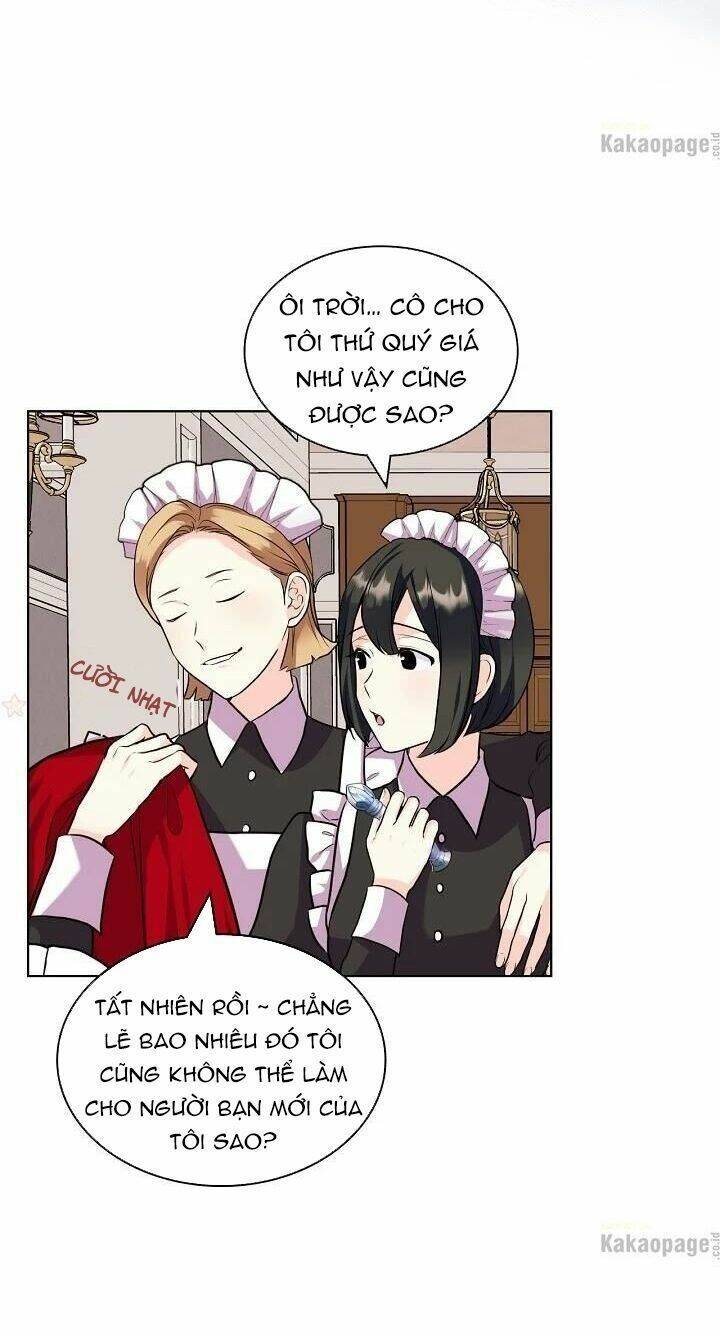 Kakaopage
ÔI TRỜI... CÔ CHO
TÔI THỨ QUÝ GIÁ
NHƯ VẬY CŨNG
ĐƯỢC SAO?
CƯỜI NHẠT
TẤT NHIÊN RỒI ~ CHẲNG
LẼ BAO NHIÊU ĐÓ TÔI
CŨNG KHÔNG THỂ LÀM
CHO NGƯỜI BẠN MỚI CỦA
TÔI SAO?
Kakaopage